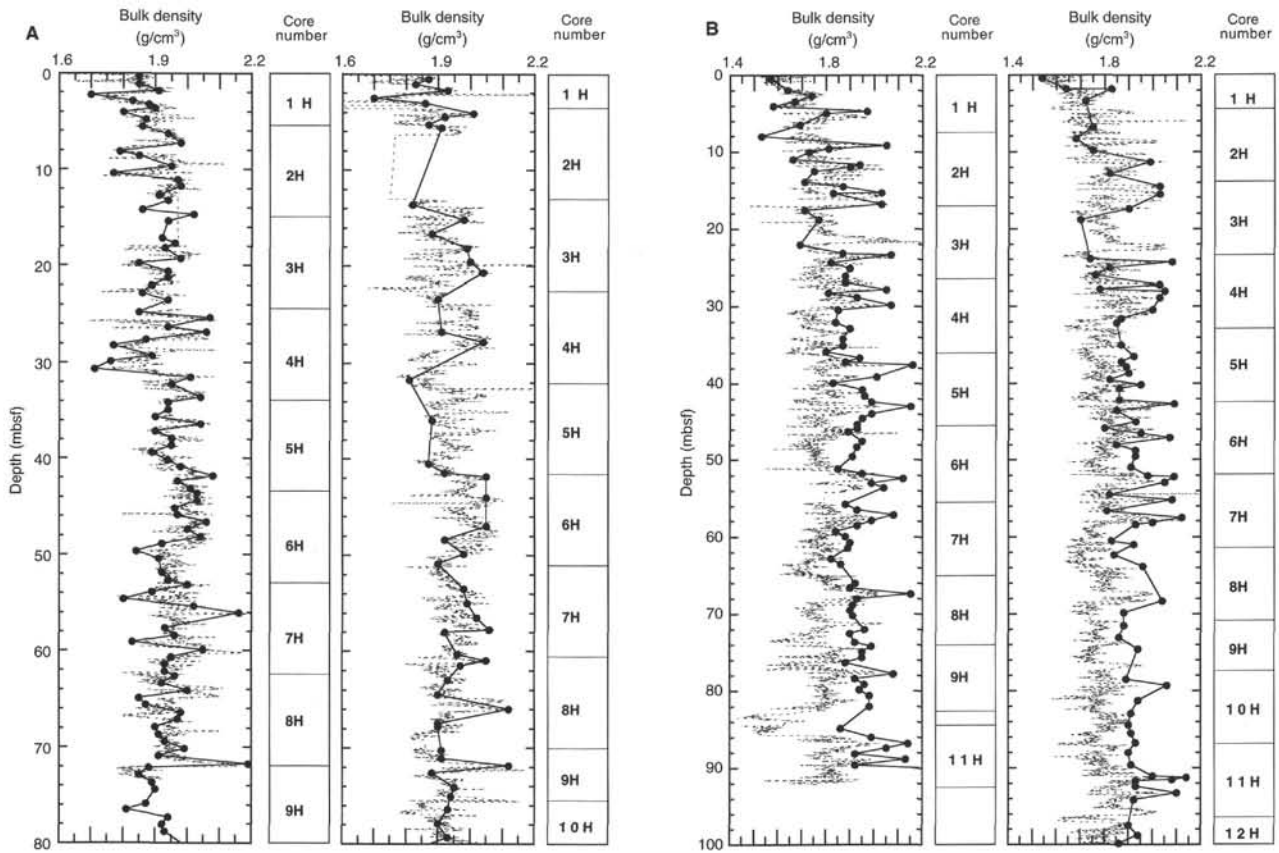 A
Bulk density
(g/cm³)
1.6 1.9 2.2
Core
number
Bulk density
(g/cm³)
1.6 1.9 2.2
Core
number
0
10
20
30
40
50
60
70
80
Depth (mbsf)
1 H
2H
3H
4H
5H
6H
7H
8H
9H
1 H
2H
3H
4H
5H
6H
7H
8H
9H
1 0 H
B
Bulk density
(g/cm³)
1.4 1.8 2.2
Core
number
Bulk density
(g/cm³)
1.4 1.8 2.2
Core
number
0
10
20
30
40
50
60
70
80
90
100
Depth (mbsf)
1 H
2H
3H
4H
5H
6H
7H
8H
9H
1 1 H
1 H
2H
3H
4H
5H
6H
7H
8H
9H
1 0 H
1 1 H
1 2 H